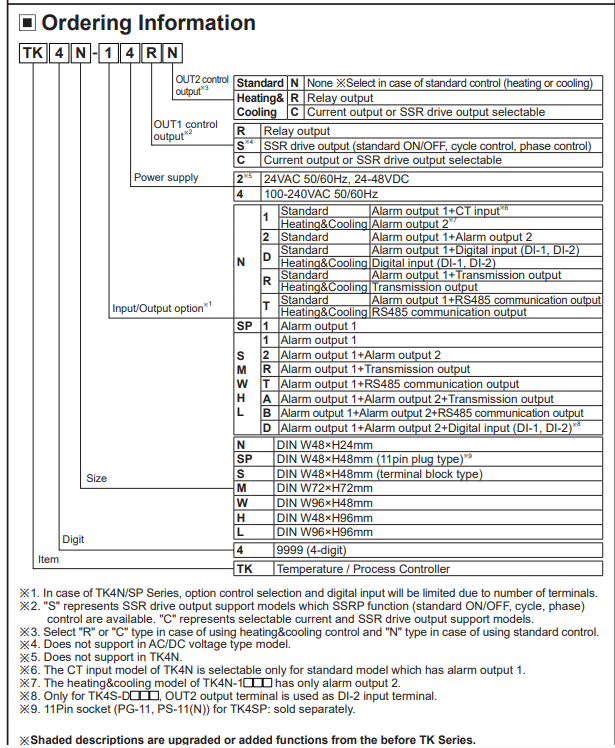 ■ Ordering Information
TK 4 N - 1 4 R N
OUT2 control output※3
Standard N None ※Select in case of standard control (heating or cooling)
Heating& Cooling R Relay output
C Current output or SSR drive output selectable
OUT1 control output※2
R Relay output
S※4 SSR drive output (standard ON/OFF, cycle control, phase control)
C Current output or SSR drive output selectable
Power supply
2※5 24VAC 50/60Hz, 24-48VDC
4 100-240VAC 50/60Hz
Input/Output option※1
N 1 Standard Alarm output 1+CT input※6
Heating&Cooling Alarm output 2※7
2 Standard Alarm output 1+Alarm output 2
D Standard Alarm output 1+Digital input (DI-1, DI-2)
Heating&Cooling Digital input (DI-1, DI-2)
R Standard Alarm output 1+Transmission output
Heating&Cooling Transmission output
T Standard Alarm output 1+RS485 communication output
Heating&Cooling RS485 communication output
SP 1 Alarm output 1
S M W H L
1 Alarm output 1
2 Alarm output 1+Alarm output 2
R Alarm output 1+Transmission output
T Alarm output 1+RS485 communication output
A Alarm output 1+Alarm output 2+Transmission output
B Alarm output 1+Alarm output 2+RS485 communication output
D Alarm output 1+Alarm output 2+Digital input (DI-1, DI-2)※8
Size
N DIN W48×H24mm
SP DIN W48×H48mm (11pin plug type)※9
S DIN W48×H48mm (terminal block type)
M DIN W72×H72mm
W DIN W96×H48mm
H DIN W48×H96mm
L DIN W96×H96mm
Digit
4 9999 (4-digit)
Item
TK Temperature / Process Controller
※1. In case of TK4N/SP Series, option control selection and digital input will be limited due to number of terminals.
※2. "S" represents SSR drive output support models which SSRP function (standard ON/OFF, cycle, phase)
control are available. "C" represents selectable current and SSR drive output support models.
※3. Select "R" or "C" type in case of using heating&cooling control and "N" type in case of using standard control.
※4. Does not support in AC/DC voltage type model.
※5. Does not support in TK4N.
※6. The CT input model of TK4N is selectable only for standard model which has alarm output 1.
※7. The heating&cooling model of TK4N-1□□□ has only alarm output 2.
※8. Only for TK4S-D□□□, OUT2 output terminal is used as DI-2 input terminal.
※9. 11Pin socket (PG-11, PS-11(N)) for TK4SP: sold separately.
※Shaded descriptions are upgraded or added functions from the before TK Series.